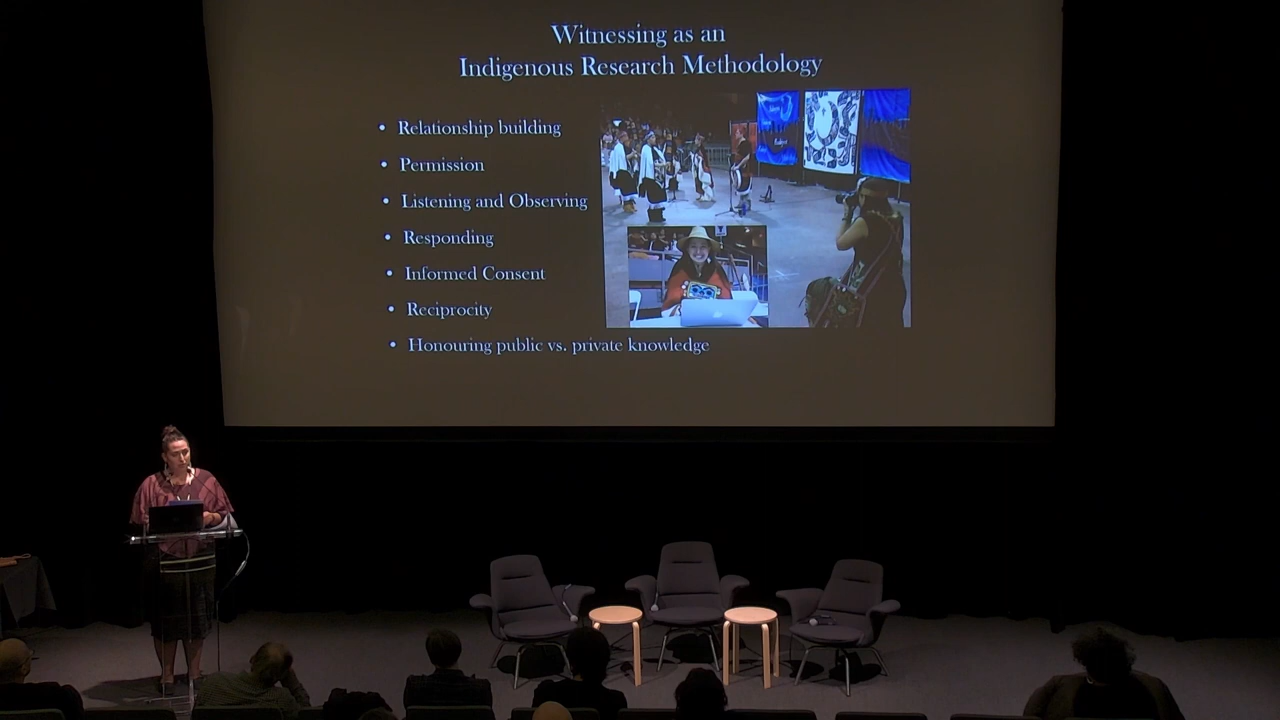 Witnessing as an
Indigenous Research Methodology
• Relationship building
• Permission
• Listening and Observing
• Responding
• Informed Consent
• Reciprocity
• Honouring public vs. private knowledge